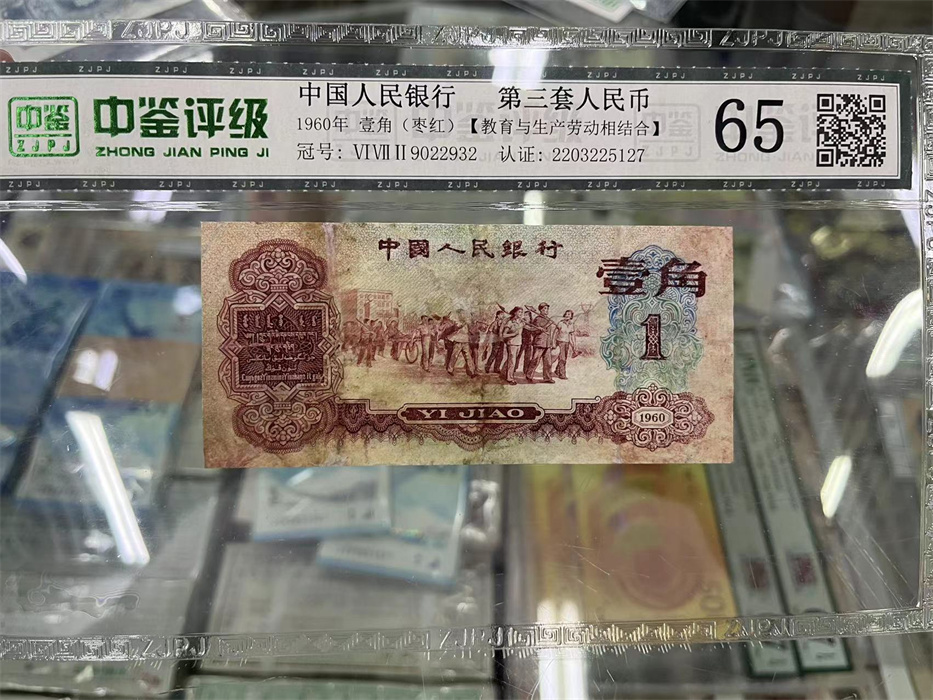 中鉴
ZJPJ
中鉴评级
ZHONG JIAN PING JI
中国人民银行 第三套人民币
1960年 壹角（枣红）【教育与生产劳动相结合】
冠号: VI VII II 9022932 认证: 2203225127
65
中國人民銀行
壹角
1
YI JIAO
1960